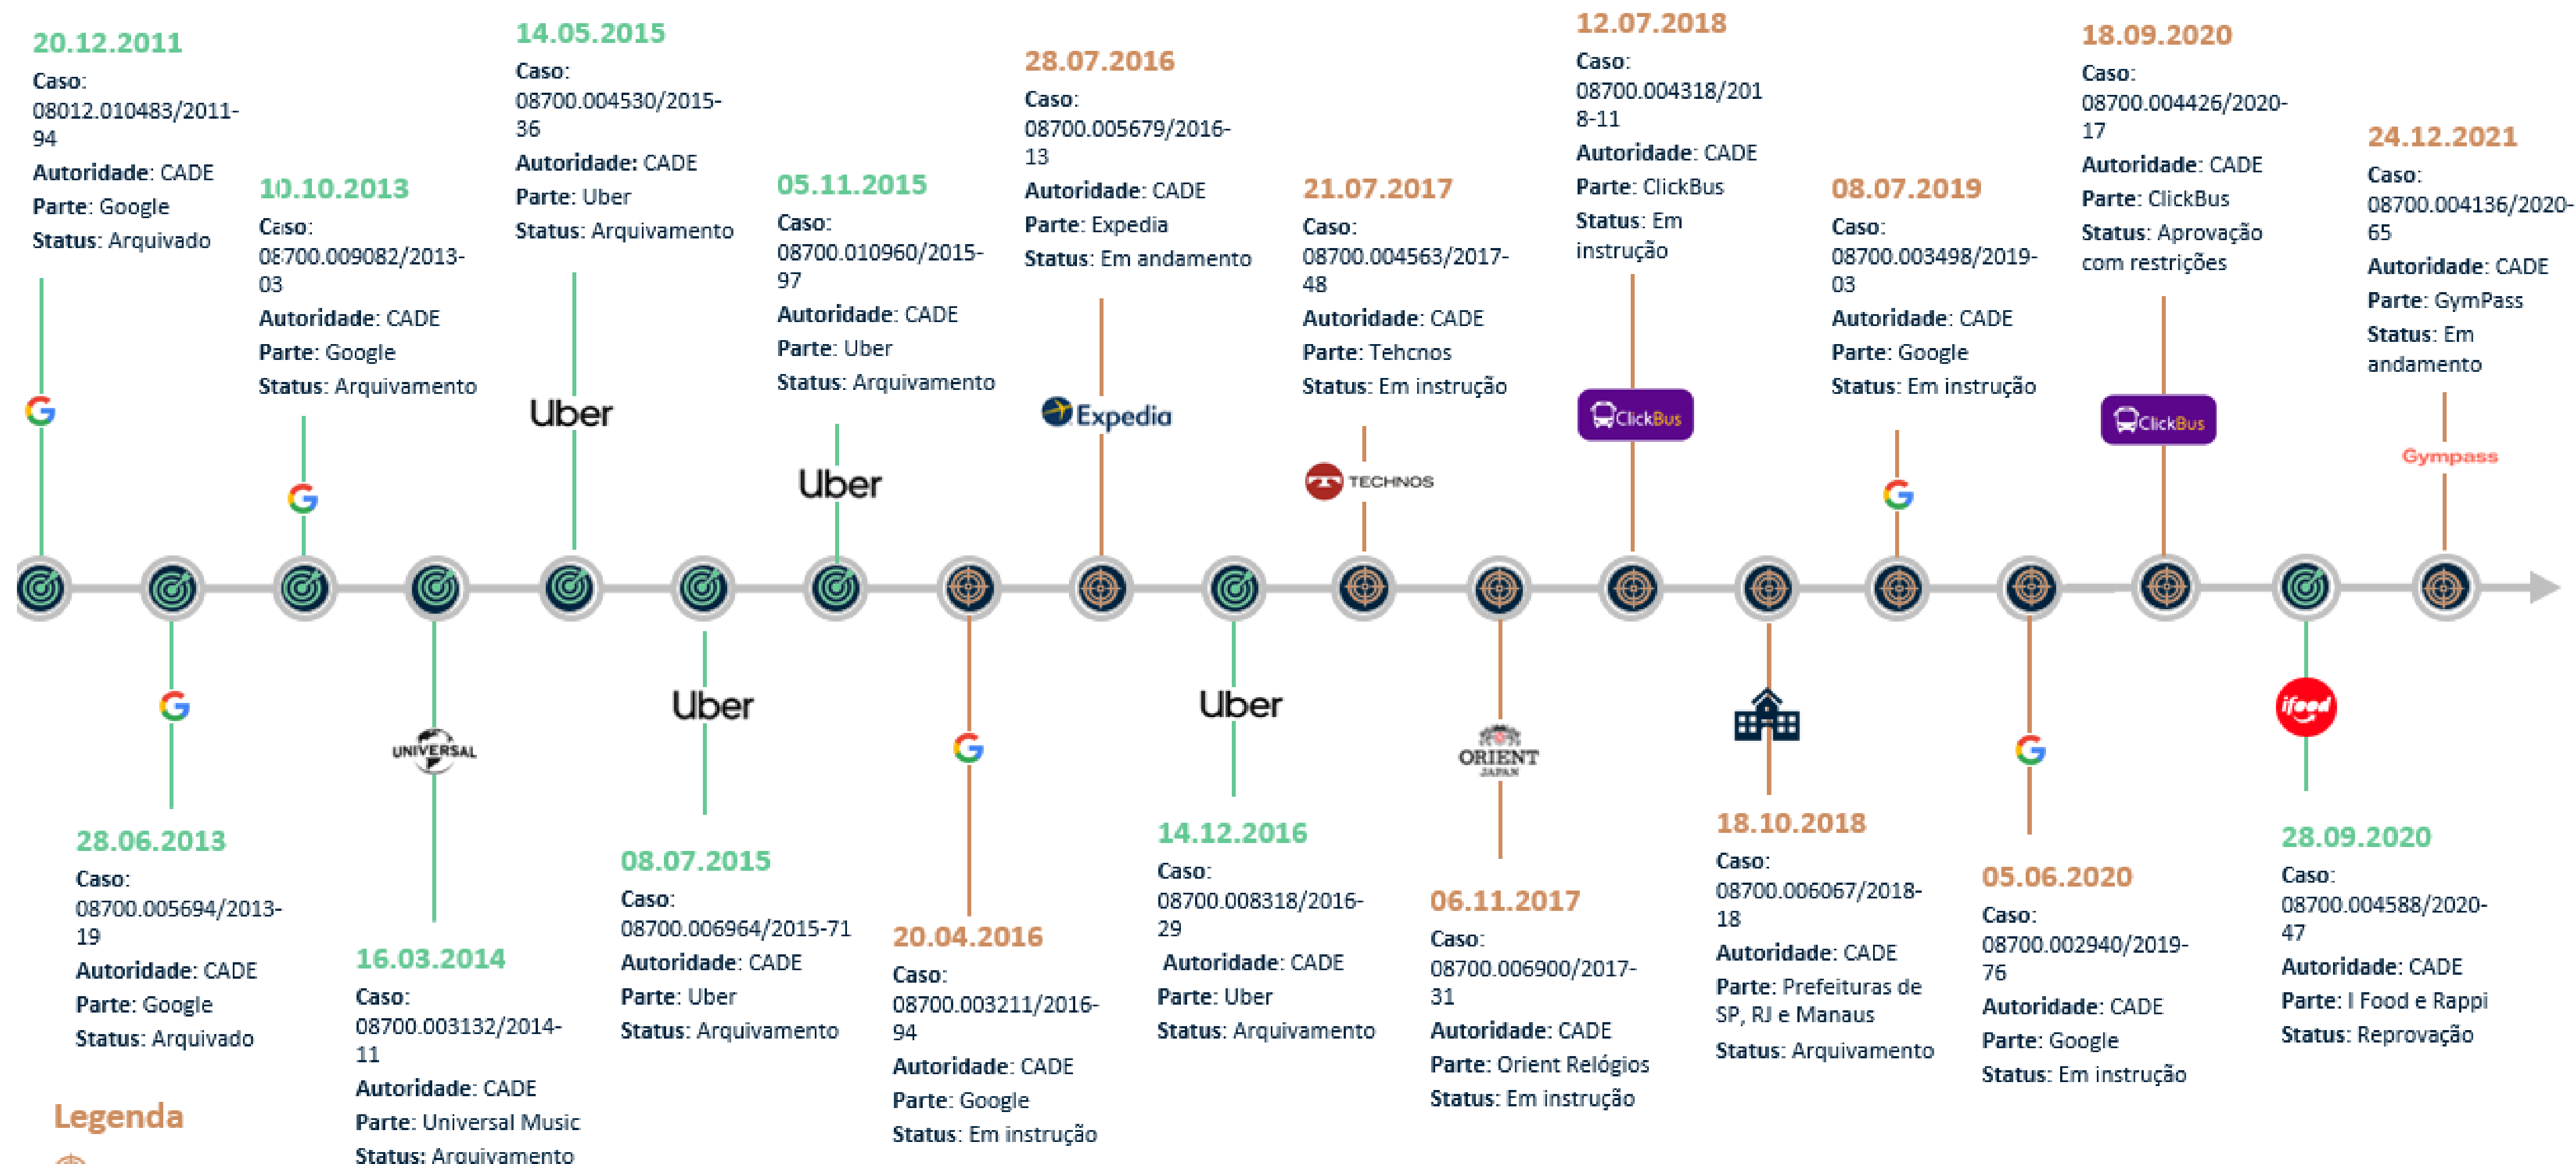 20.12.2011
Caso:
08012.010483/2011-
94
Autoridade: CADE
Parte: Google
Status: Arquivado
10.10.2013
Caso:
08700.009082/2013-
03
Autoridade: CADE
Parte: Google
Status: Arquivamento
14.05.2015
Caso:
08700.004530/2015-
36
Autoridade: CADE
Parte: Uber
Status: Arquivamento
05.11.2015
Caso:
08700.010960/2015-
97
Autoridade: CADE
Parte: Uber
Status: Arquivamento
28.07.2016
Caso:
08700.005679/2016-
13
Autoridade: CADE
Parte: Expedia
Status: Em andamento
21.07.2017
Caso:
08700.004563/2017-
48
Autoridade: CADE
Parte: Tehcnos
Status: Em instrução
12.07.2018
Caso:
08700.004318/201
8-11
Autoridade: CADE
Parte: ClickBus
Status: Em
instrução
08.07.2019
Caso:
08700.003498/2019-
03
Autoridade: CADE
Parte: Google
Status: Em instrução
18.09.2020
Caso:
08700.004426/2020-
17
Autoridade: CADE
Parte: ClickBus
Status: Aprovação
com restrições
24.12.2021
Caso:
08700.004136/2020-
65
Autoridade: CADE
Parte: GymPass
Status: Em
andamento
G
G
Uber
Uber
Expedia
TECHNOS
ClickBus
G
ClickBus
Gympass
G
UNIVERSAL
Uber
G
Uber
ORIENT
JAPAN
G
ifood
28.06.2013
Caso:
08700.005694/2013-
19
Autoridade: CADE
Parte: Google
Status: Arquivado
16.03.2014
Caso:
08700.003132/2014-
11
Autoridade: CADE
Parte: Universal Music
Status: Arquivamento
08.07.2015
Caso:
08700.006964/2015-71
Autoridade: CADE
Parte: Uber
Status: Arquivamento
20.04.2016
Caso:
08700.003211/2016-
94
Autoridade: CADE
Parte: Google
Status: Em instrução
14.12.2016
Caso:
08700.008318/2016-
29
Autoridade: CADE
Parte: Uber
Status: Arquivamento
06.11.2017
Caso:
08700.006900/2017-
31
Autoridade: CADE
Parte: Orient Relógios
Status: Em instrução
18.10.2018
Caso:
08700.006067/2018-
18
Autoridade: CADE
Parte: Prefeituras de
SP, RJ e Manaus
Status: Arquivamento
05.06.2020
Caso:
08700.002940/2019-
76
Autoridade: CADE
Parte: Google
Status: Em instrução
28.09.2020
Caso:
08700.004588/2020-
47
Autoridade: CADE
Parte: I Food e Rappi
Status: Reprovação
Legenda